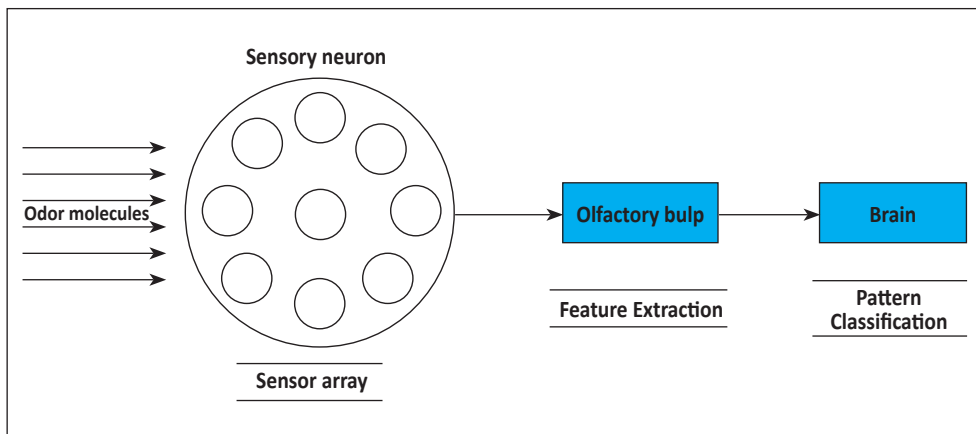 Sensory neuron
Odor molecules
Olfactory bulp
Brain
Feature Extraction
Pattern
Classification
Sensor array